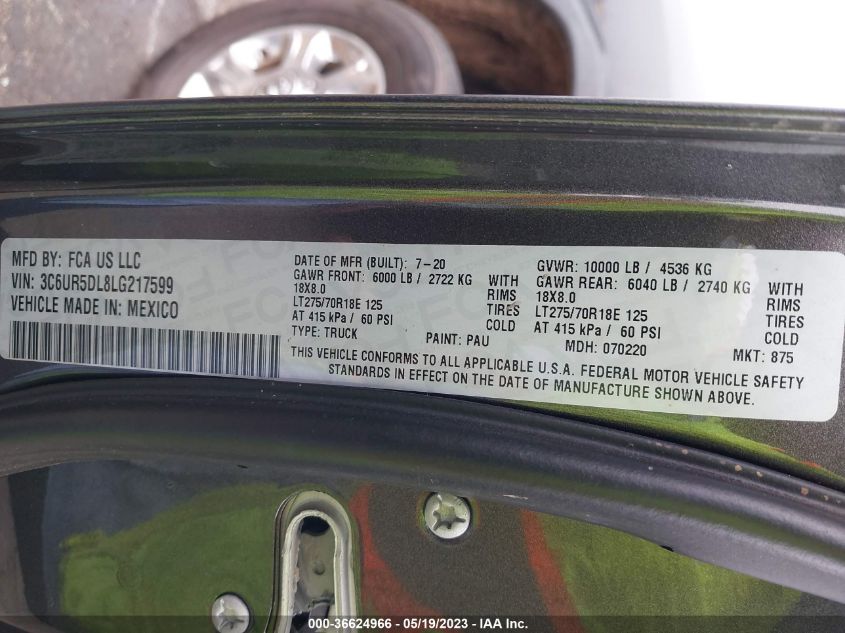 MFD BY: FCA US LLC
VIN: 3C6UR5DL8LG217599
VEHICLE MADE IN: MEXICO
DATE OF MFR (BUILT): 7-20
GAWR FRONT: 6000 LB / 2722 KG WITH
18X8.0 RIMS
LT275/70R18E 125 TIRES
AT 415 kPa / 60 PSI COLD
TYPE: TRUCK PAINT: PAU
GVWR: 10000 LB / 4536 KG
GAWR REAR: 6040 LB / 2740 KG WITH
18X8.0 RIMS
LT275/70R18E 125 TIRES
AT 415 kPa / 60 PSI COLD
MDH: 070220 MKT: 875
THIS VEHICLE CONFORMS TO ALL APPLICABLE U.S.A. FEDERAL MOTOR VEHICLE SAFETY
STANDARDS IN EFFECT ON THE DATE OF MANUFACTURE SHOWN ABOVE.
000-36624966 - 05/19/2023 - IAA Inc.